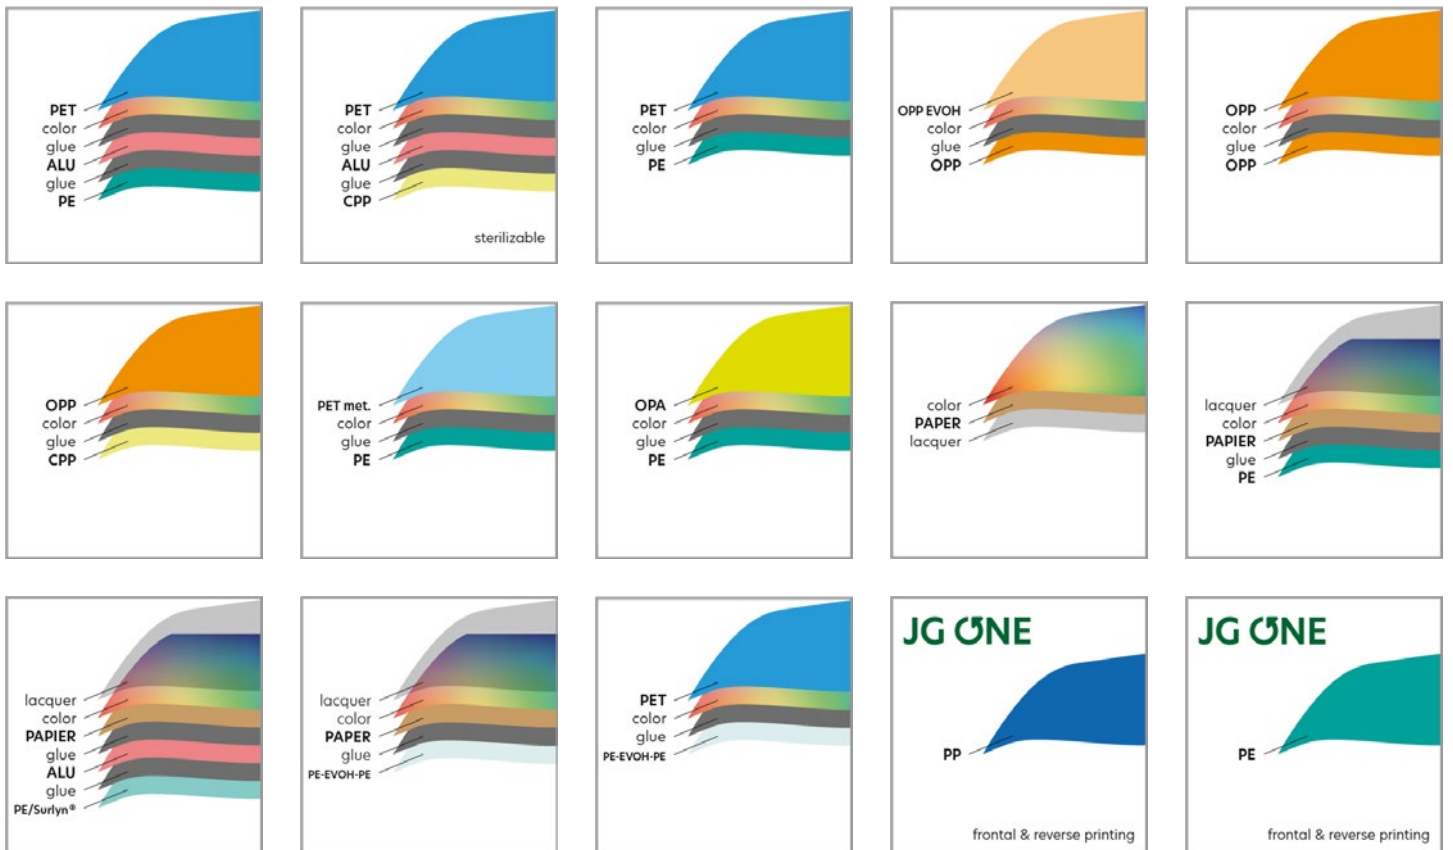 PET
color
glue
ALU
glue
PE
PET
color
glue
ALU
glue
CPP
sterilizable
PET
color
glue
PE
OPP EVOH
color
glue
OPP
OPP
color
glue
OPP
OPP
color
glue
CPP
PET met.
color
glue
PE
OPA
color
glue
PE
color
PAPER
lacquer
lacquer
color
PAPIER
glue
PE
lacquer
color
PAPIER
glue
ALU
glue
PE/Surlyn®
lacquer
color
PAPER
glue
PE-EVOH-PE
PET
color
glue
PE-EVOH-PE
JG ONE
PP
frontal & reverse printing
JG ONE
PE
frontal & reverse printing